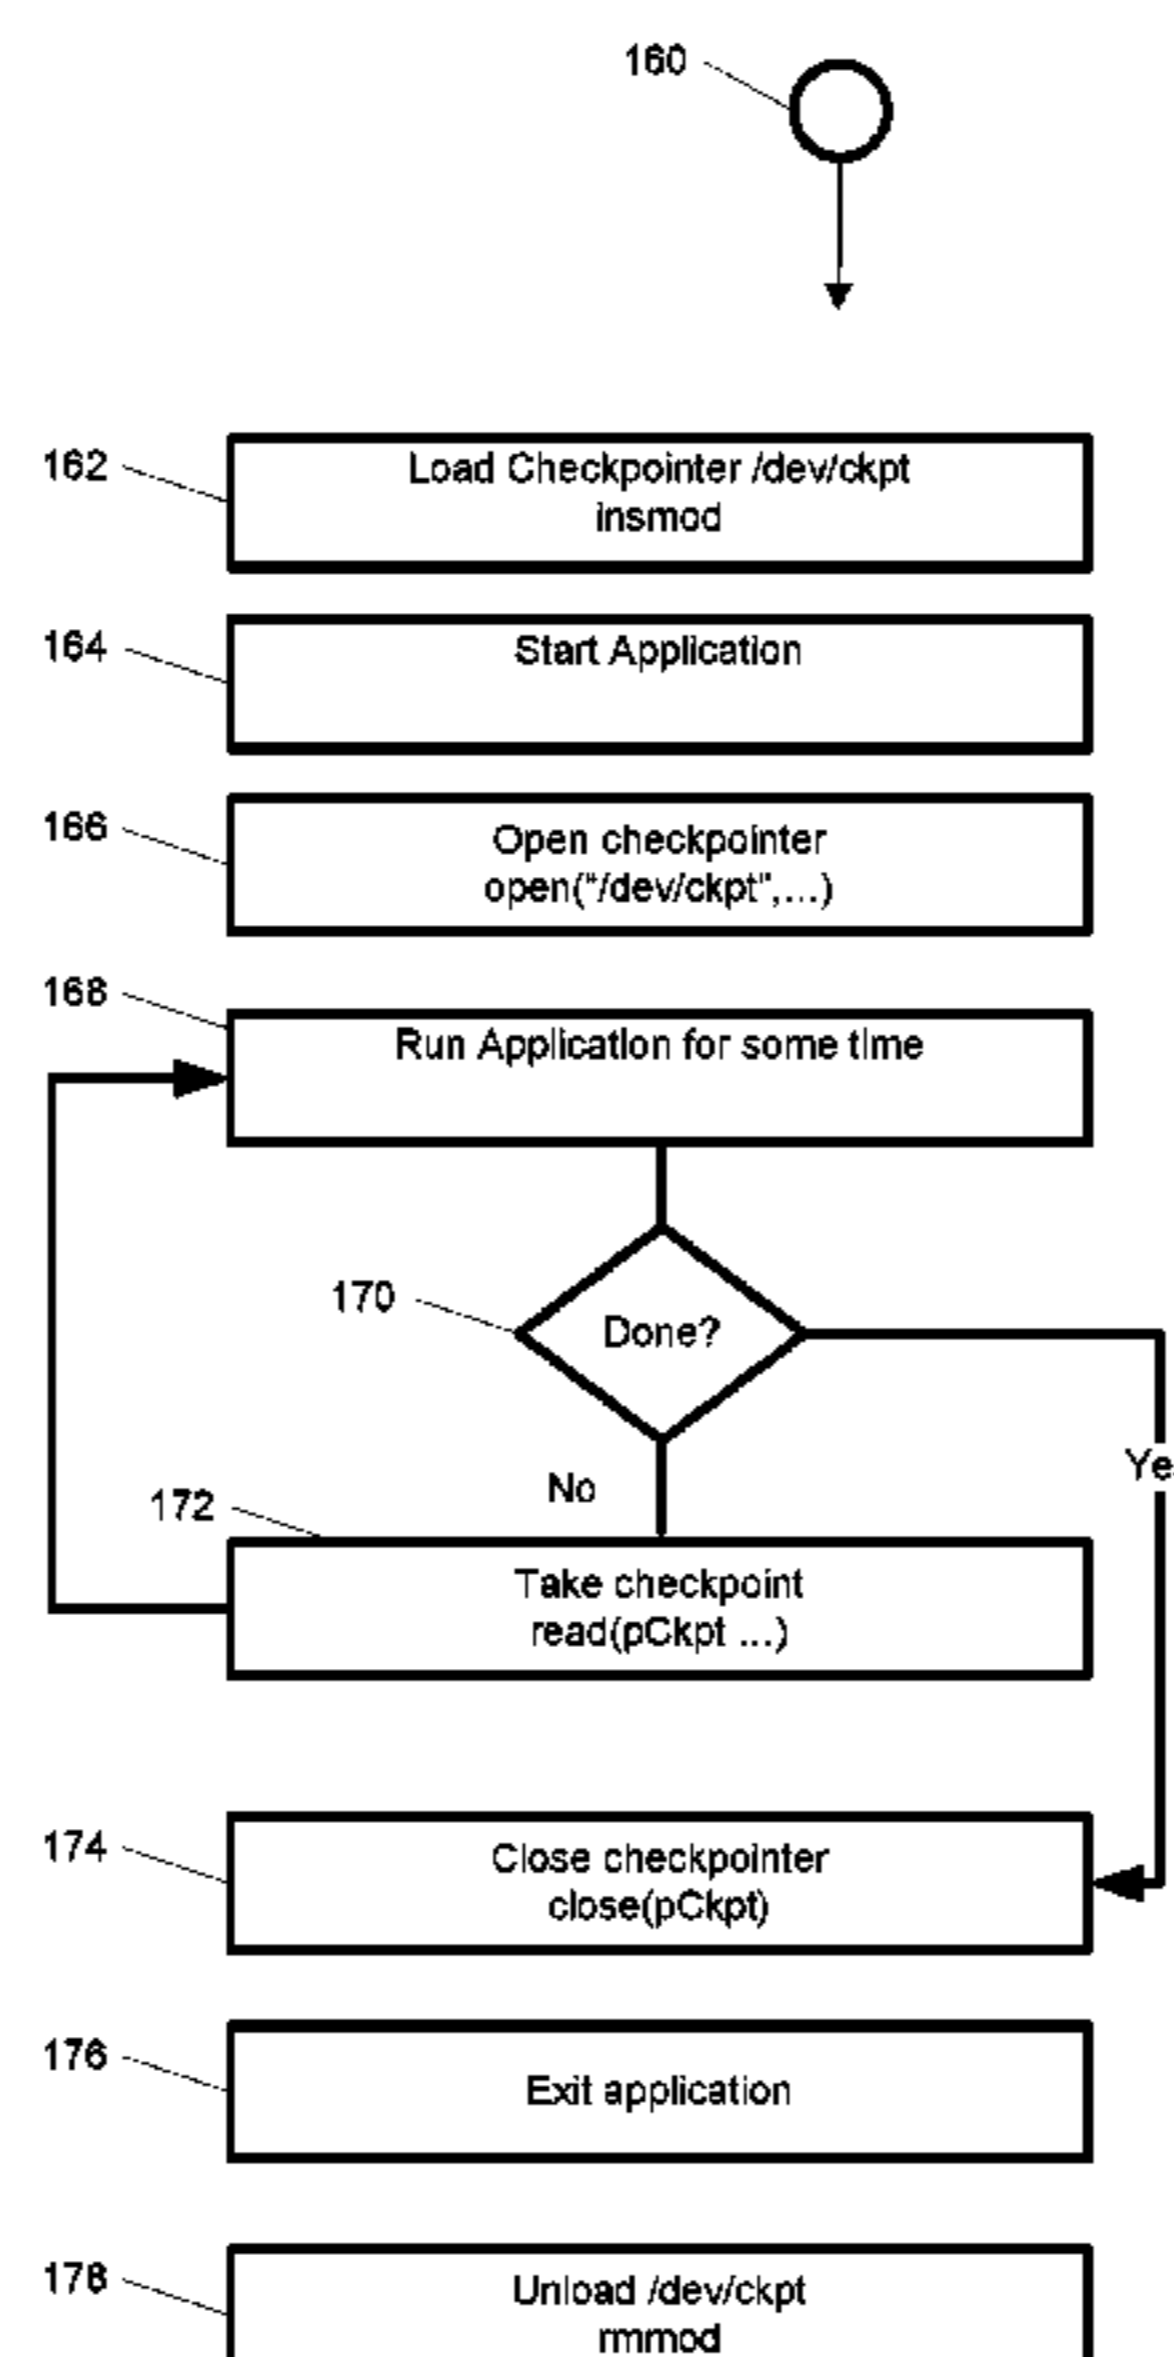 160
162
Load Checkpointer /dev/ckpt
insmod
164
Start Application
166
Open checkpointer
open("/dev/ckpt",...)
168
Run Application for some time
170
Done?
No
Ye
172
Take checkpoint
read(pCkpt ...)
174
Close checkpointer
close(pCkpt)
176
Exit application
178
Unload /dev/ckpt
rmmod